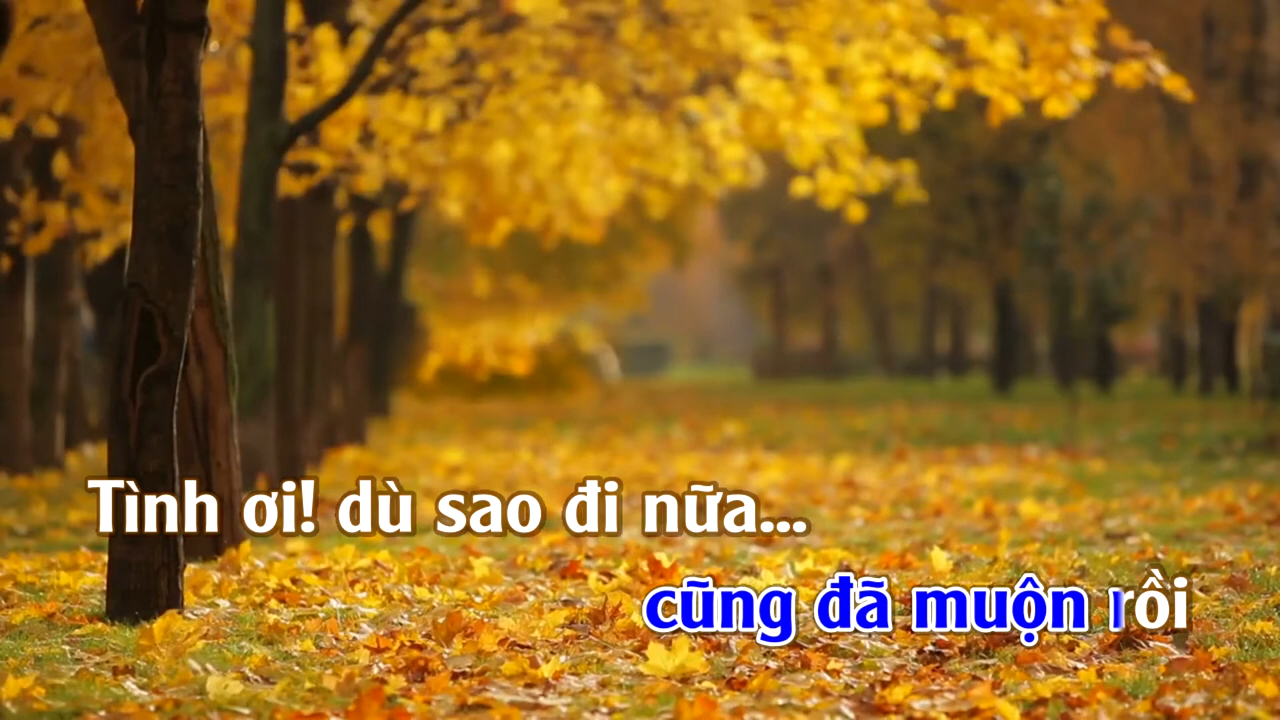 Tình ơi! dù sao đi nữa...
cũng đã muộn rồi